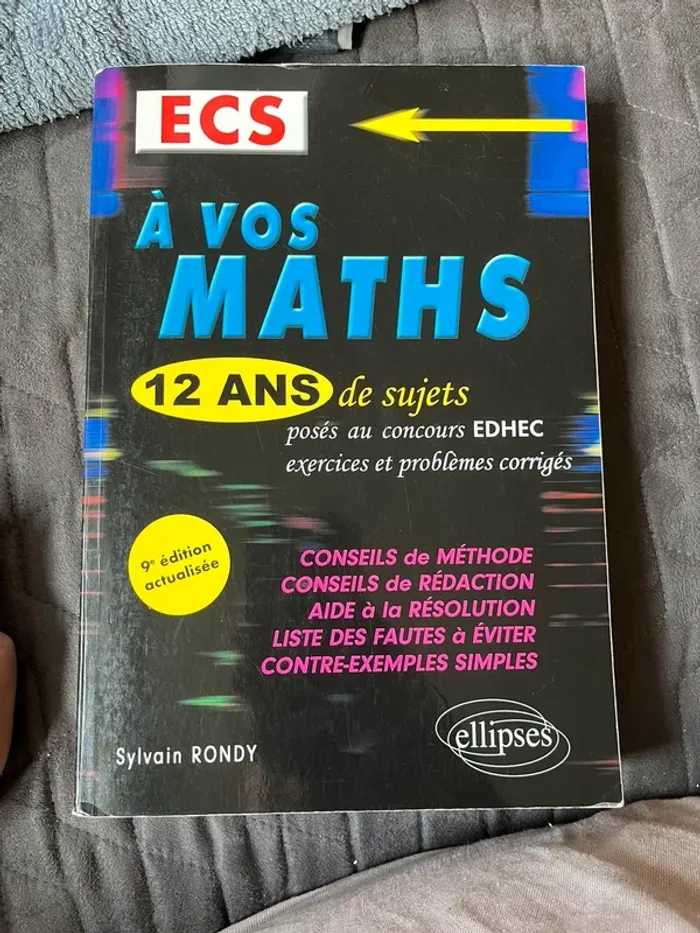 ECS
À VOS
MATHS
12 ANS de sujets
posés au concours EDHEC
exercices et problèmes corrigés
9e édition
actualisée
CONSEILS de MÉTHODE
CONSEILS de RÉDACTION
AIDE à la RÉSOLUTION
LISTE DES FAUTES à ÉVITER
CONTRE-EXEMPLES SIMPLES
Sylvain RONDY
ellipses